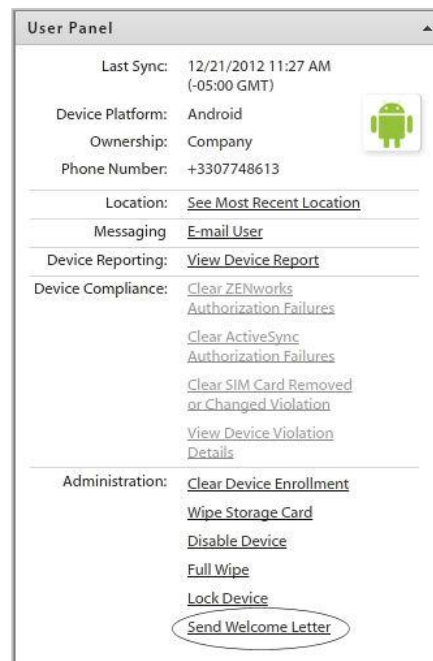 User Panel
Last Sync: 12/21/2012 11:27 AM
(-05:00 GMT)
Device Platform: Android
Ownership: Company
Phone Number: +3307748613
Location: See Most Recent Location
Messaging E-mail User
Device Reporting: View Device Report
Device Compliance: Clear ZENworks
Authorization Failures
Clear ActiveSync
Authorization Failures
Clear SIM Card Removed
or Changed Violation
View Device Violation
Details
Administration: Clear Device Enrollment
Wipe Storage Card
Disable Device
Full Wipe
Lock Device
Send Welcome Letter